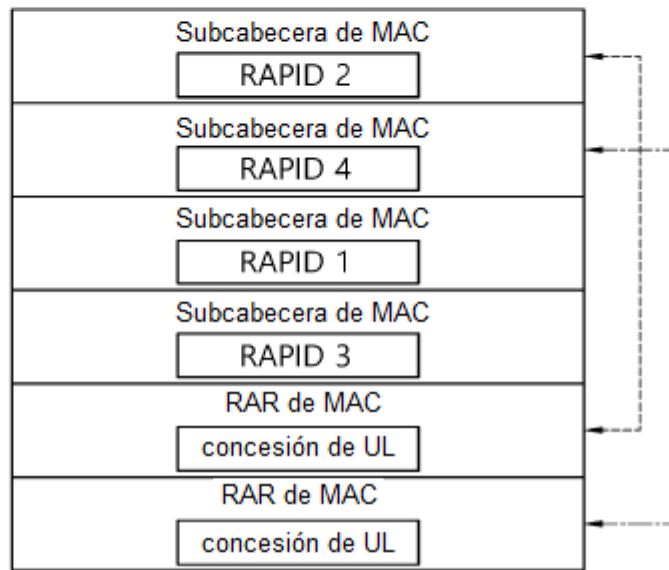 Subcabecera de MAC
RAPID 2
Subcabecera de MAC
RAPID 4
Subcabecera de MAC
RAPID 1
Subcabecera de MAC
RAPID 3
RAR de MAC
concesión de UL
RAR de MAC
concesión de UL